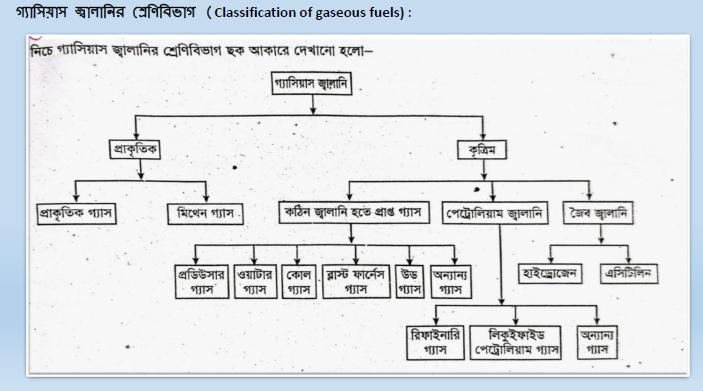 গ্যাসিয়াস জ্বালানির শ্রেণিবিভাগ ( Classification of gaseous fuels) :
নিচে গ্যাসিয়াস জ্বালানির শ্রেণিবিভাগ ছক আকারে দেখানো হলো–
গ্যাসিয়াস জ্বালানি
প্রাকৃতিক
কৃত্রিম
প্রাকৃতিক গ্যাস
মিথেন গ্যাস
কঠিন জ্বালানি হতে প্রাপ্ত গ্যাস
পেট্রোলিয়াম জ্বালানি
জৈব জ্বালানি
প্রডিউসার
গ্যাস
ওয়াটার
গ্যাস
কোল
গ্যাস
ব্লাস্ট ফার্নেস
গ্যাস
উড
গ্যাস
অন্যান্য
গ্যাস
হাইড্রোজেন
এসিটিলিন
রিফাইনারি
গ্যাস
লিকুইফাইড
পেট্রোলিয়াম গ্যাস
অন্যান্য
গ্যাস